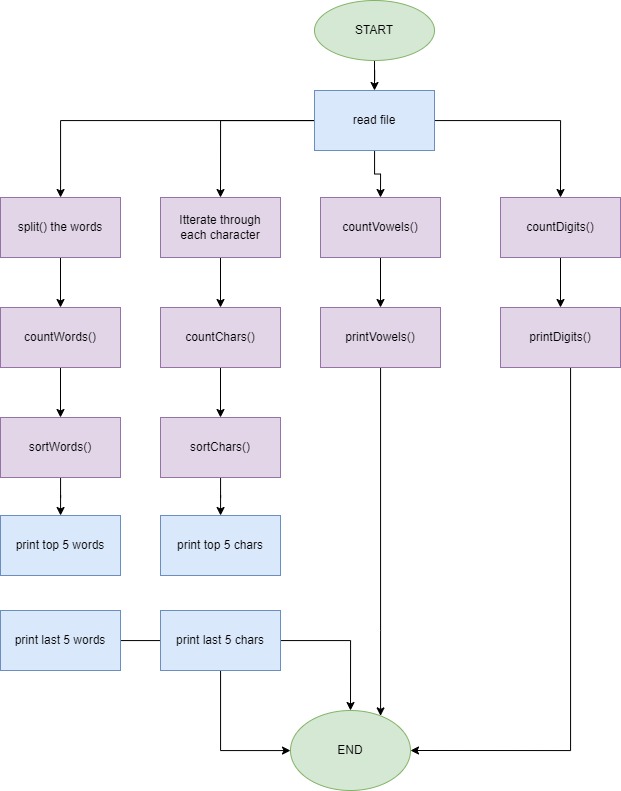 START
read file
split() the words
Itterate through
each character
countVowels()
countDigits()
countWords()
countChars()
printVowels()
printDigits()
sortWords()
sortChars()
print top 5 words
print top 5 chars
print last 5 words
print last 5 chars
END